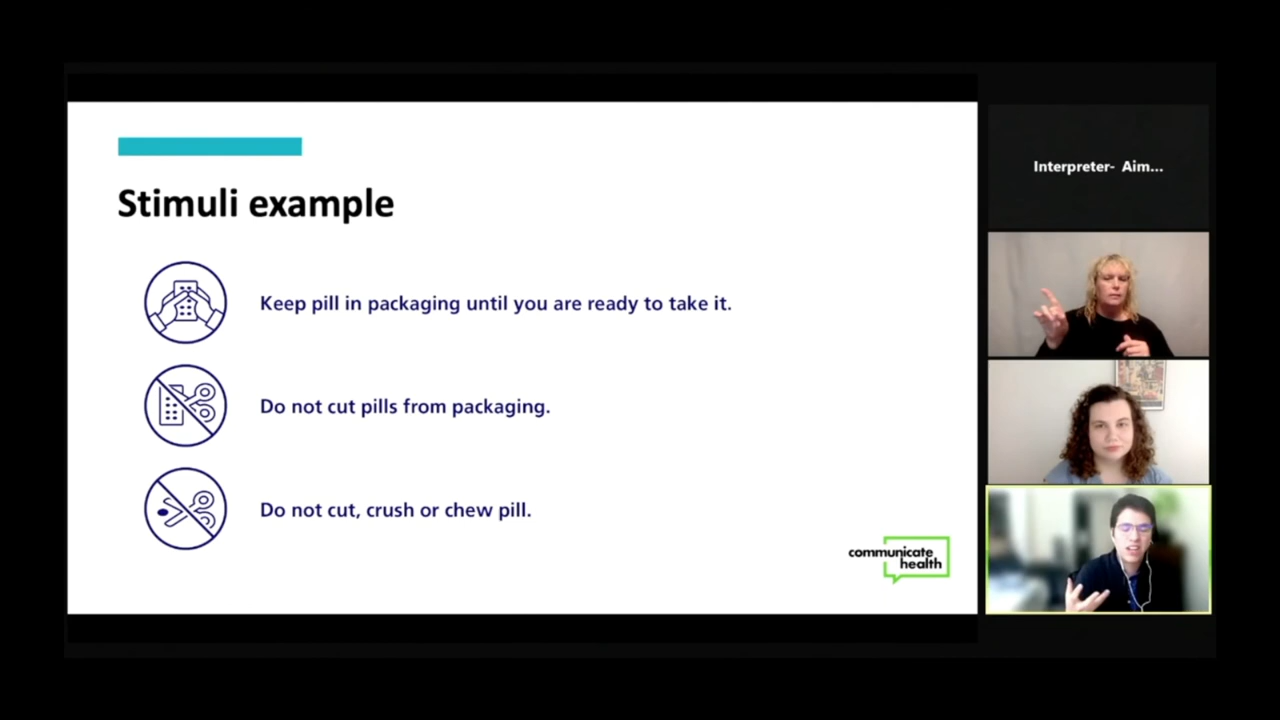 Stimuli example
Keep pill in packaging until you are ready to take it.
Do not cut pills from packaging.
Do not cut, crush or chew pill.
communicate
health
Interpreter- Aim...